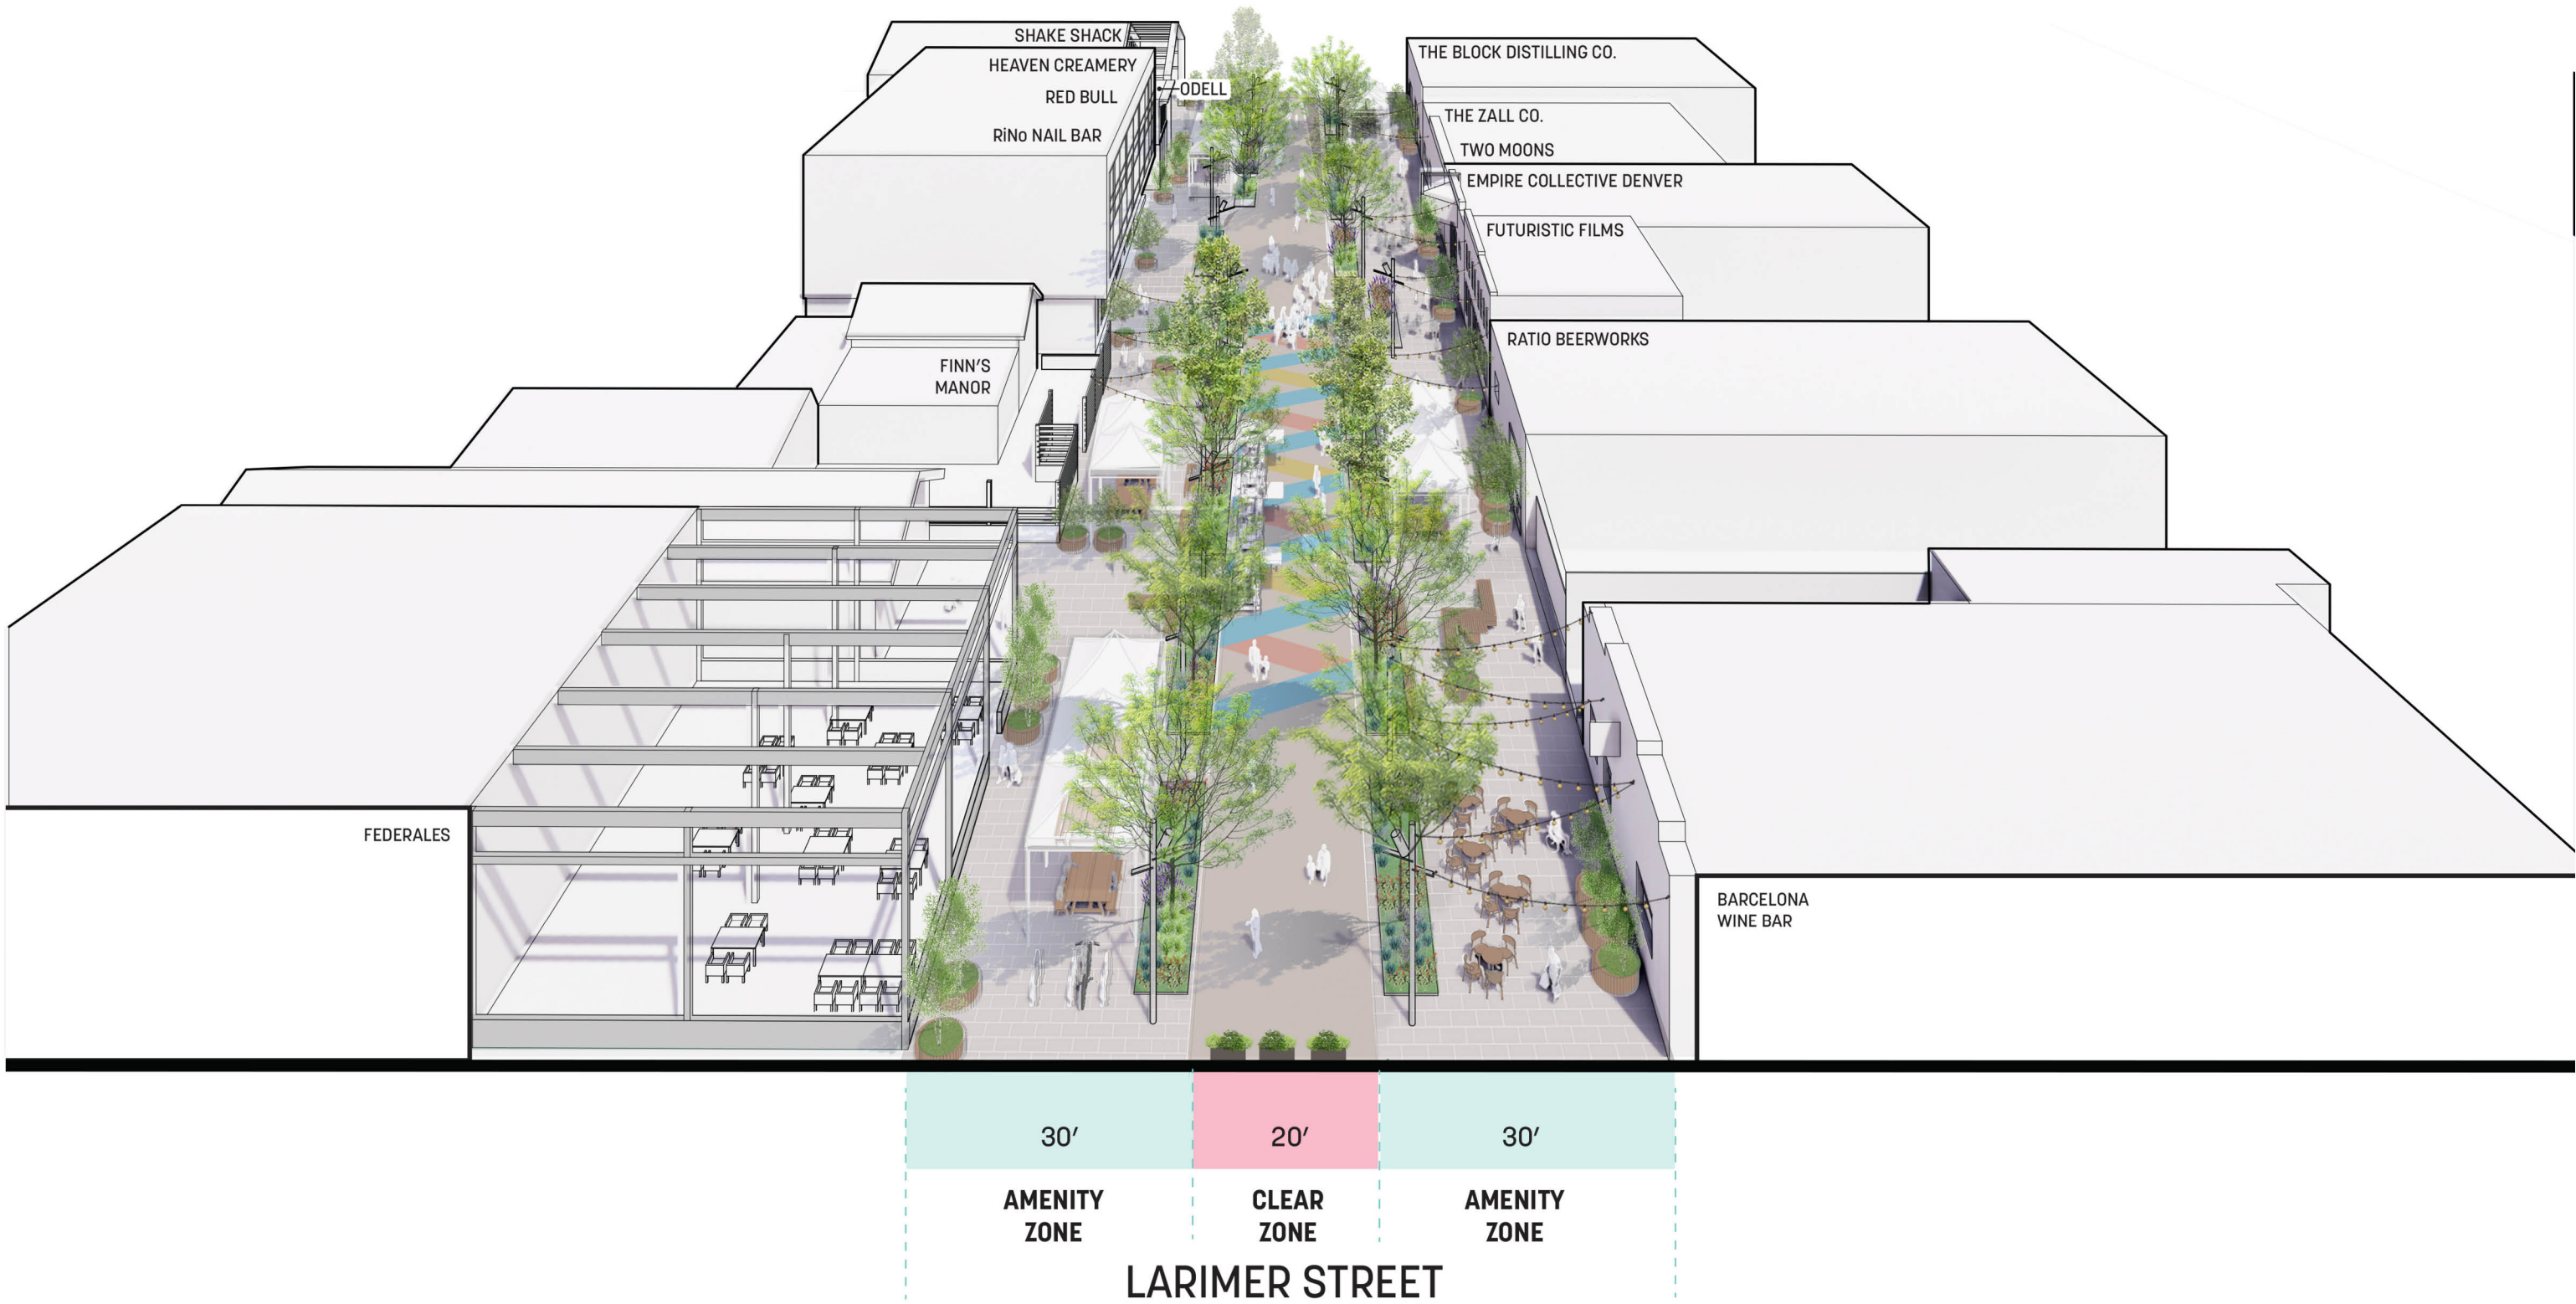 SHAKE SHACK
HEAVEN CREAMERY
ODELL
RED BULL
RiNo NAIL BAR
THE BLOCK DISTILLING CO.
THE ZALL CO.
TWO MOONS
EMPIRE COLLECTIVE DENVER
FUTURISTIC FILMS
RATIO BEERWORKS
FINN'S
MANOR
FEDERALES
BARCELONA
WINE BAR
30'
20'
30'
AMENITY
ZONE
CLEAR
ZONE
AMENITY
ZONE
LARIMER STREET